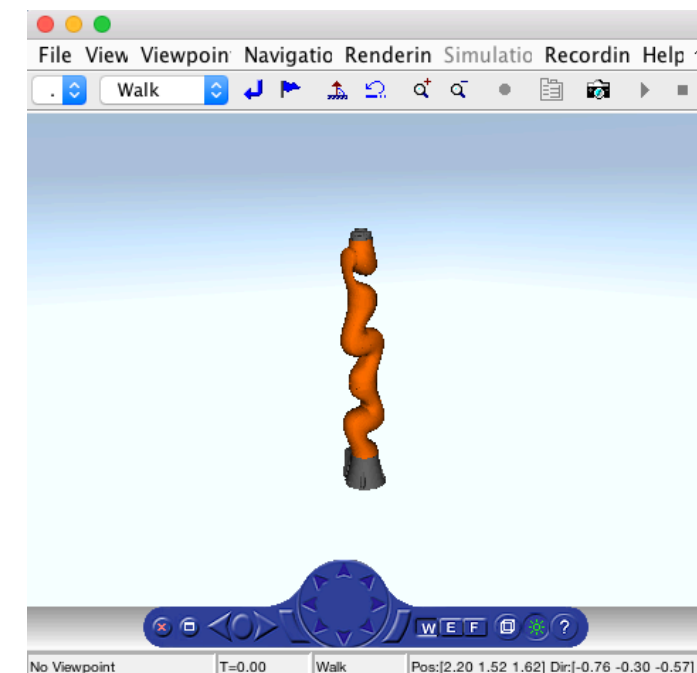 File View Viewpoin Navigatio Renderin Simulatio Recordin Help
. Walk
W E F ?
No Viewpoint T=0.00 Walk Pos:[2.20 1.52 1.62] Dir:[-0.76 -0.30 -0.57]